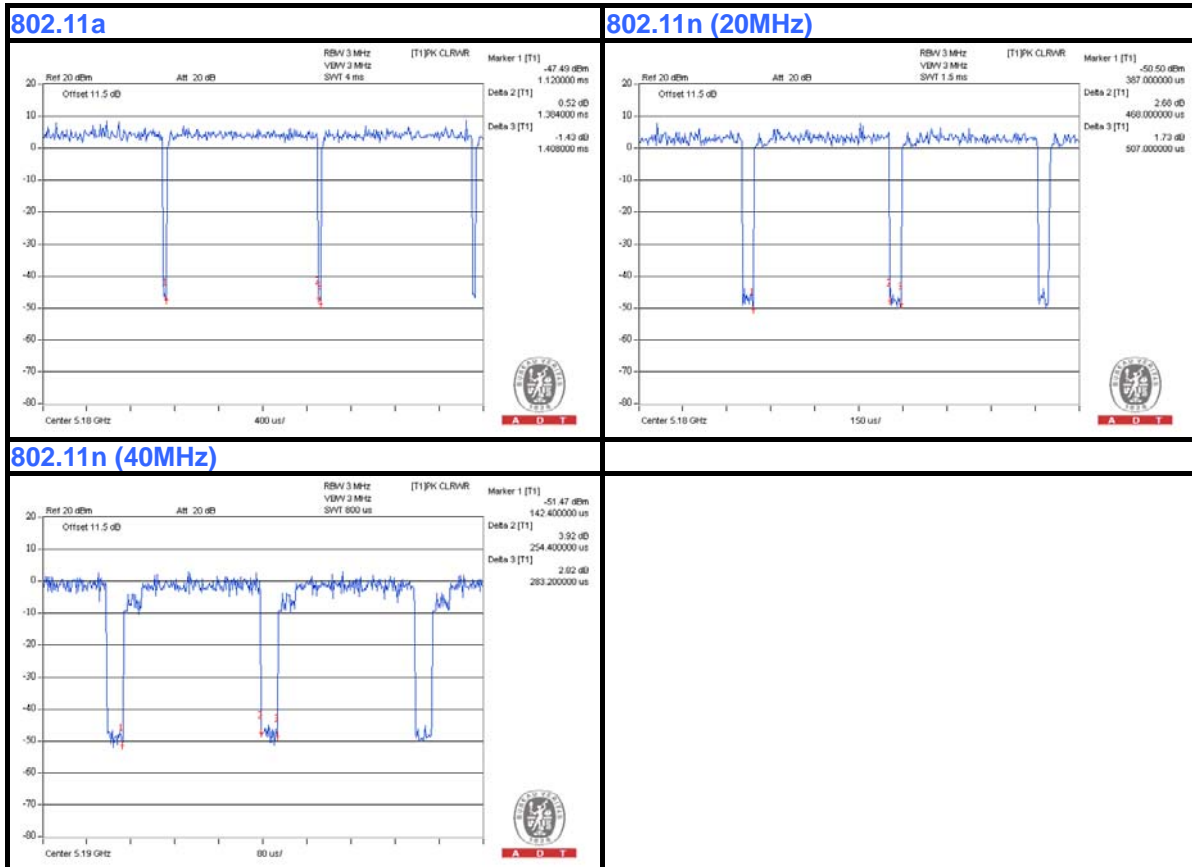 802.11a
RBW 3 MHz
[T1]PK CLRWR
VBW 3 MHz
Ref 20 dBm
Att 20 dB
SWT 4 ms
Marker 1 [T1]
-47.49 dBm
1.120000 ms
Delta 2 [T1]
0.52 dB
1.384000 ms
Delta 3 [T1]
-1.43 dB
1.408000 ms
20
Offset 11.5 dB
10
0
-10
-20
-30
-40
-50
-60
-70
-80
Center 5.18 GHz
400 us/
A D T
802.11n (20MHz)
RBW 3 MHz
[T1]PK CLRWR
VBW 3 MHz
Ref 20 dBm
Att 20 dB
SWT 1.5 ms
Marker 1 [T1]
-50.50 dBm
387.000000 us
Delta 2 [T1]
2.68 dB
468.000000 us
Delta 3 [T1]
1.73 dB
507.000000 us
20
Offset 11.5 dB
10
0
-10
-20
-30
-40
-50
-60
-70
-80
Center 5.18 GHz
150 us/
A D T
802.11n (40MHz)
RBW 3 MHz
[T1]PK CLRWR
VBW 3 MHz
Ref 20 dBm
Att 20 dB
SWT 800 us
Marker 1 [T1]
-51.47 dBm
142.400000 us
Delta 2 [T1]
3.92 dB
254.400000 us
Delta 3 [T1]
2.82 dB
283.200000 us
20
Offset 11.5 dB
10
0
-10
-20
-30
-40
-50
-60
-70
-80
Center 5.19 GHz
80 us/
A D T